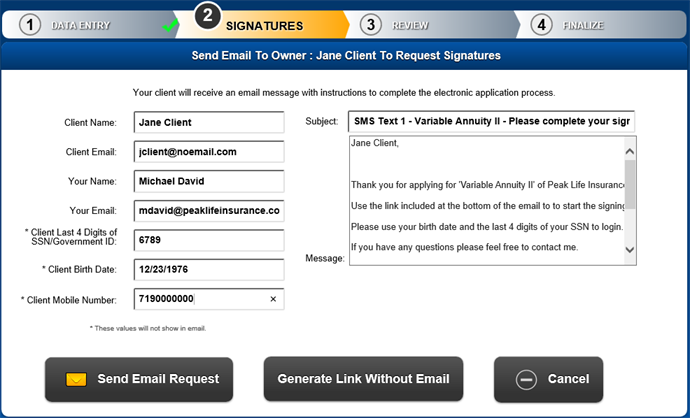 1 DATA ENTRY 2 SIGNATURES 3 REVIEW 4 FINALIZE
Send Email To Owner : Jane Client To Request Signatures
Your client will receive an email message with instructions to complete the electronic application process.
Client Name: Jane Client
Client Email: jclient@noemail.com
Your Name: Michael David
Your Email: mdavid@peaklifeinsurance.co
* Client Last 4 Digits of
SSN/Government ID: 6789
* Client Birth Date: 12/23/1976
* Client Mobile Number: 7190000000 ×
* These values will not show in email.
Subject: SMS Text 1 - Variable Annuity II - Please complete your sigr
Message:
Jane Client,
Thank you for applying for 'Variable Annuity II' of Peak Life Insurance
Use the link included at the bottom of the email to to start the signing
Please use your birth date and the last 4 digits of your SSN to login.
If you have any questions please feel free to contact me.
Send Email Request
Generate Link Without Email
Cancel